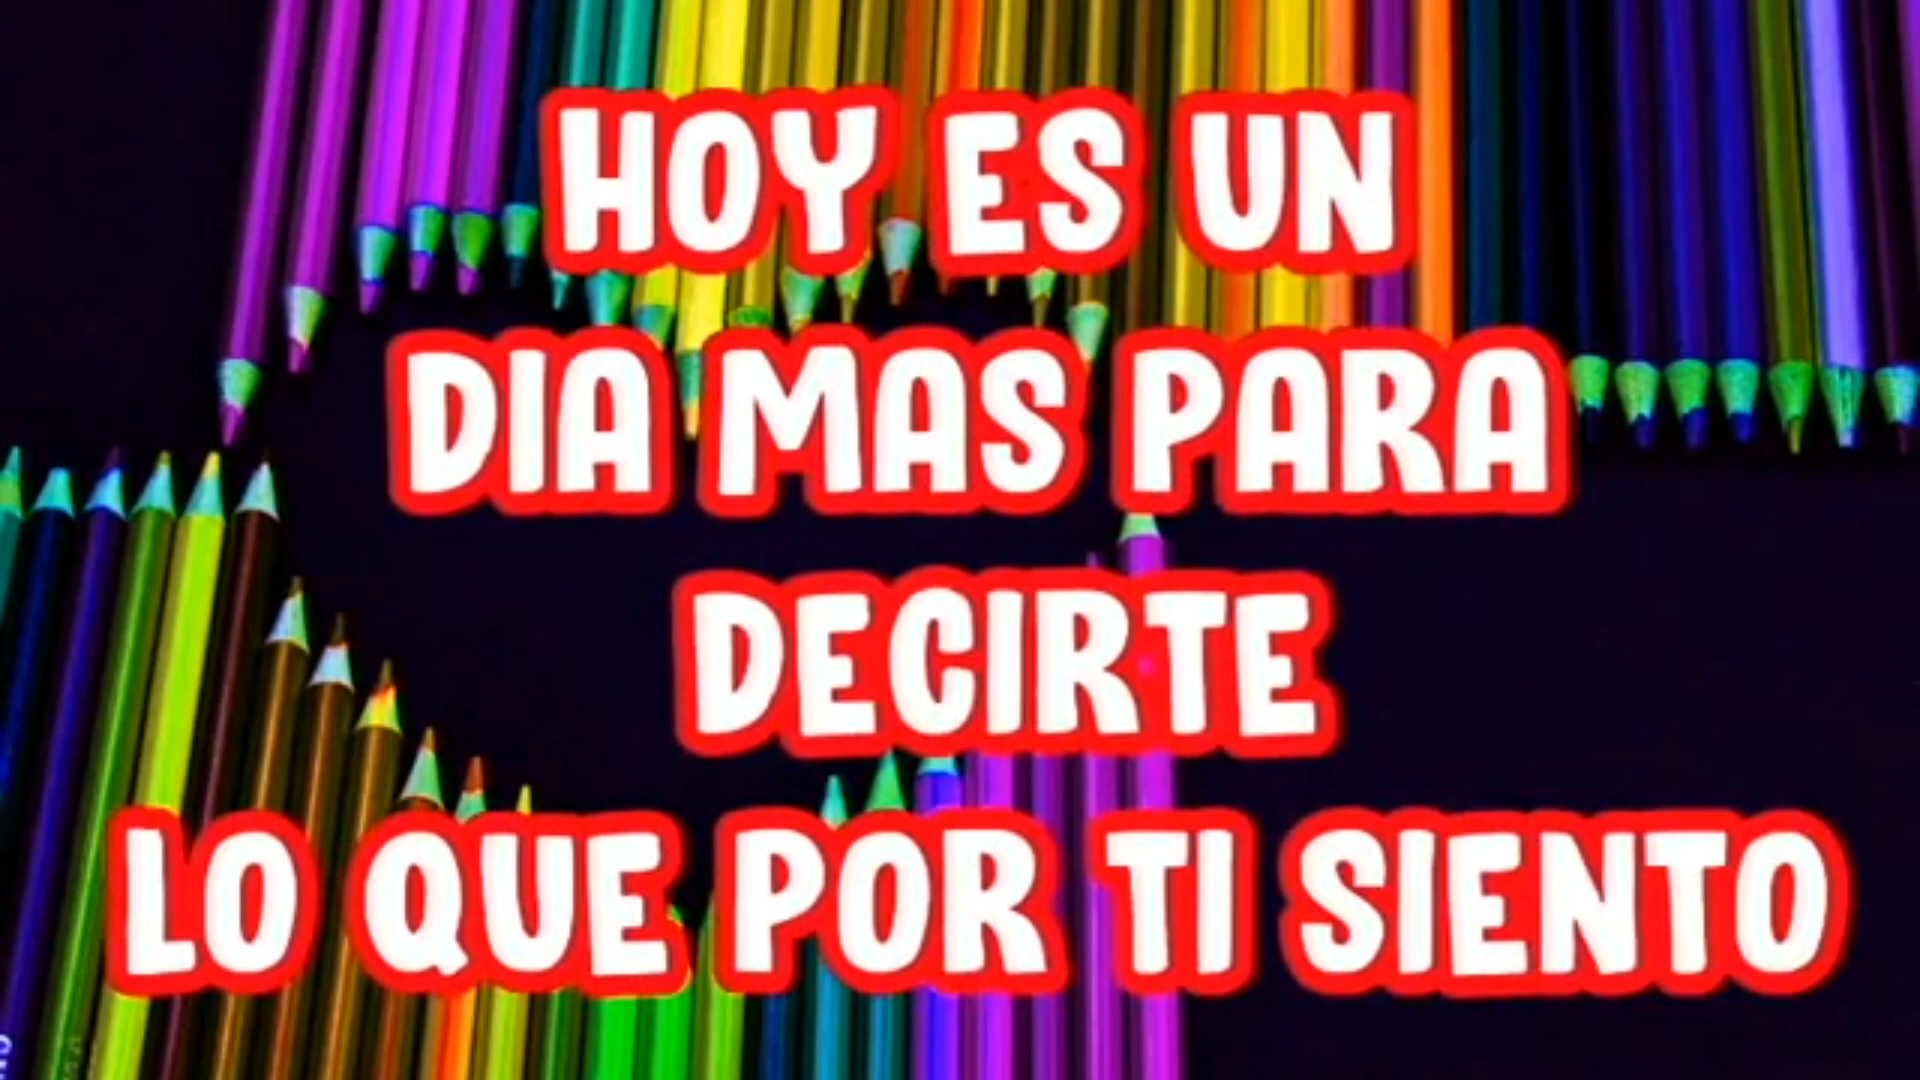 HOY ES UN
DIA MAS PARA
DECIRTE
LO QUE POR TI SIENTO